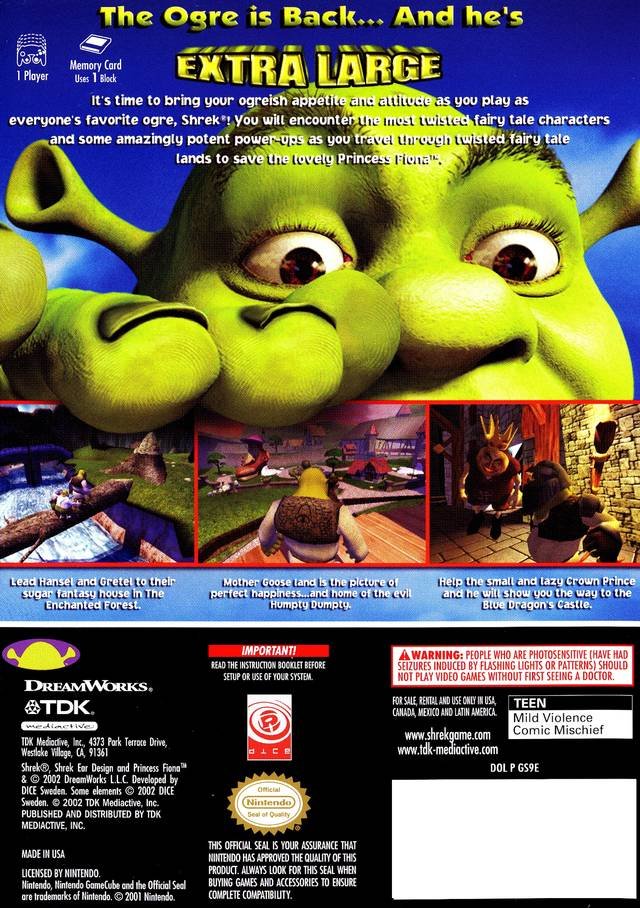 The Ogre is Back... And he's
EXTRA LARGE
1 Player
Memory Card
Uses 1 Block
It's time to bring your ogreish appetite and attitude as you play as
everyone's favorite ogre, Shrek®! You will encounter the most twisted fairy tale characters
and some amazingly potent power-ups as you travel through twisted fairy tale
lands to save the lovely Princess Fiona™.
Lead Hansel and Gretel to their
sugar fantasy house in The
Enchanted Forest.
Mother Goose land is the picture of
perfect happiness...and home of the evil
Humpty Dumpty.
Help the small and lazy Crown Prince
and he will show you the way to the
Blue Dragon's Castle.
DREAMWORKS®
TDK®
mediactive
TDK Mediactive, Inc., 4373 Park Terrace Drive,
Westlake Village, CA, 91361
Shrek®, Shrek Ear Design and Princess Fiona™
& © 2002 DreamWorks L.L.C. Developed by
DICE Sweden. Some elements © 2002 DICE
Sweden. © 2002 TDK Mediactive, Inc.
PUBLISHED AND DISTRIBUTED BY TDK
MEDIACTIVE, INC.
MADE IN USA
LICENSED BY NINTENDO.
Nintendo, Nintendo GameCube and the Official Seal
are trademarks of Nintendo. © 2001 Nintendo.
IMPORTANT!
READ THE INSTRUCTION BOOKLET BEFORE
SETUP OR USE OF YOUR SYSTEM.
DICE
Official
Nintendo
Seal of Quality
THIS OFFICIAL SEAL IS YOUR ASSURANCE THAT
NINTENDO HAS APPROVED THE QUALITY OF THIS
PRODUCT. ALWAYS LOOK FOR THIS SEAL WHEN
BUYING GAMES AND ACCESSORIES TO ENSURE
COMPLETE COMPATIBILITY.
WARNING: PEOPLE WHO ARE PHOTOSENSITIVE (HAVE HAD
SEIZURES INDUCED BY FLASHING LIGHTS OR PATTERNS) SHOULD
NOT PLAY VIDEO GAMES WITHOUT FIRST SEEING A DOCTOR.
FOR SALE, RENTAL AND USE ONLY IN USA,
CANADA, MEXICO AND LATIN AMERICA.
www.shrekgame.com
www.tdk-mediactive.com
TEEN
Mild Violence
Comic Mischief
DOL P GS9E